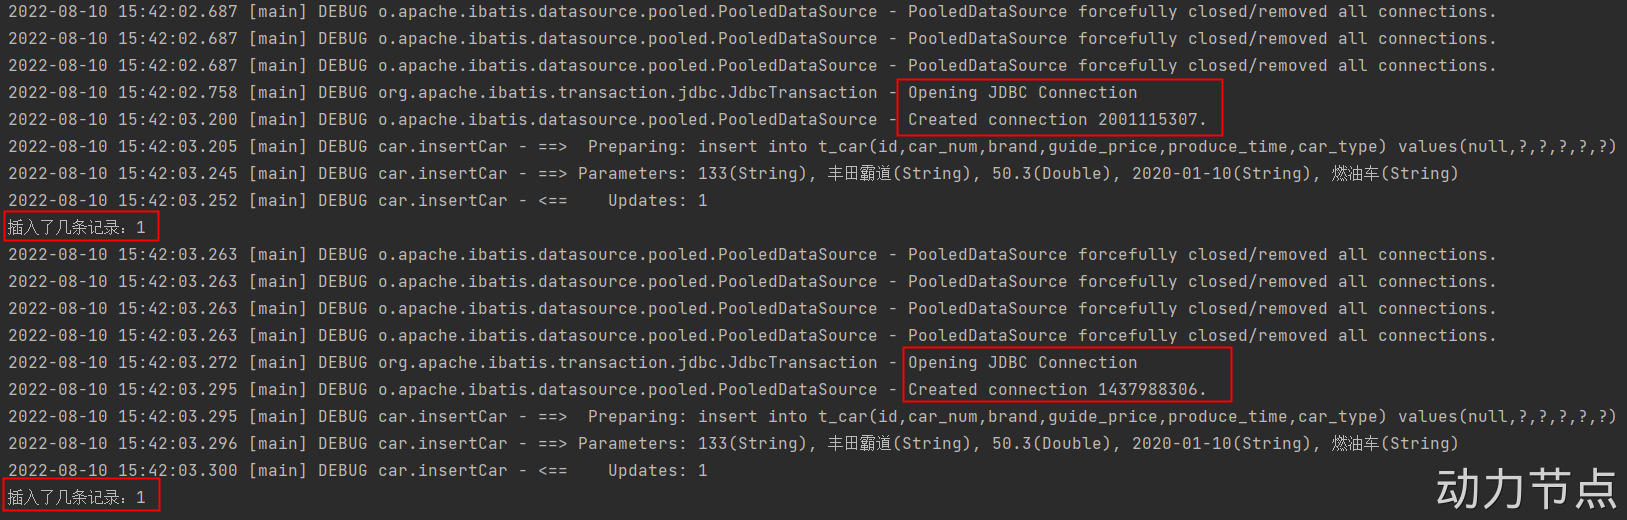 2022-08-10 15:42:02.687 [main] DEBUG o.apache.ibatis.datasource.pooled.PooledDataSource - PooledDataSource forcefully closed/removed all connections.
2022-08-10 15:42:02.687 [main] DEBUG o.apache.ibatis.datasource.pooled.PooledDataSource - PooledDataSource forcefully closed/removed all connections.
2022-08-10 15:42:02.687 [main] DEBUG o.apache.ibatis.datasource.pooled.PooledDataSource - PooledDataSource forcefully closed/removed all connections.
2022-08-10 15:42:02.758 [main] DEBUG org.apache.ibatis.transaction.jdbc.JdbcTransaction - Opening JDBC Connection
2022-08-10 15:42:03.200 [main] DEBUG o.apache.ibatis.datasource.pooled.PooledDataSource - Created connection 2001115307.
2022-08-10 15:42:03.205 [main] DEBUG car.insertCar - ==>  Preparing: insert into t_car(id,car_num,brand,guide_price,produce_time,car_type) values(null,?,?,?,?,?)
2022-08-10 15:42:03.245 [main] DEBUG car.insertCar - ==> Parameters: 133(String), 丰田霸道(String), 50.3(Double), 2020-01-10(String), 燃油车(String)
2022-08-10 15:42:03.252 [main] DEBUG car.insertCar - <==    Updates: 1
插入了几条记录：1
2022-08-10 15:42:03.263 [main] DEBUG o.apache.ibatis.datasource.pooled.PooledDataSource - PooledDataSource forcefully closed/removed all connections.
2022-08-10 15:42:03.263 [main] DEBUG o.apache.ibatis.datasource.pooled.PooledDataSource - PooledDataSource forcefully closed/removed all connections.
2022-08-10 15:42:03.263 [main] DEBUG o.apache.ibatis.datasource.pooled.PooledDataSource - PooledDataSource forcefully closed/removed all connections.
2022-08-10 15:42:03.263 [main] DEBUG o.apache.ibatis.datasource.pooled.PooledDataSource - PooledDataSource forcefully closed/removed all connections.
2022-08-10 15:42:03.272 [main] DEBUG org.apache.ibatis.transaction.jdbc.JdbcTransaction - Opening JDBC Connection
2022-08-10 15:42:03.295 [main] DEBUG o.apache.ibatis.datasource.pooled.PooledDataSource - Created connection 1437988306.
2022-08-10 15:42:03.295 [main] DEBUG car.insertCar - ==>  Preparing: insert into t_car(id,car_num,brand,guide_price,produce_time,car_type) values(null,?,?,?,?,?)
2022-08-10 15:42:03.296 [main] DEBUG car.insertCar - ==> Parameters: 133(String), 丰田霸道(String), 50.3(Double), 2020-01-10(String), 燃油车(String)
2022-08-10 15:42:03.300 [main] DEBUG car.insertCar - <==    Updates: 1
插入了几条记录：1
动力节点